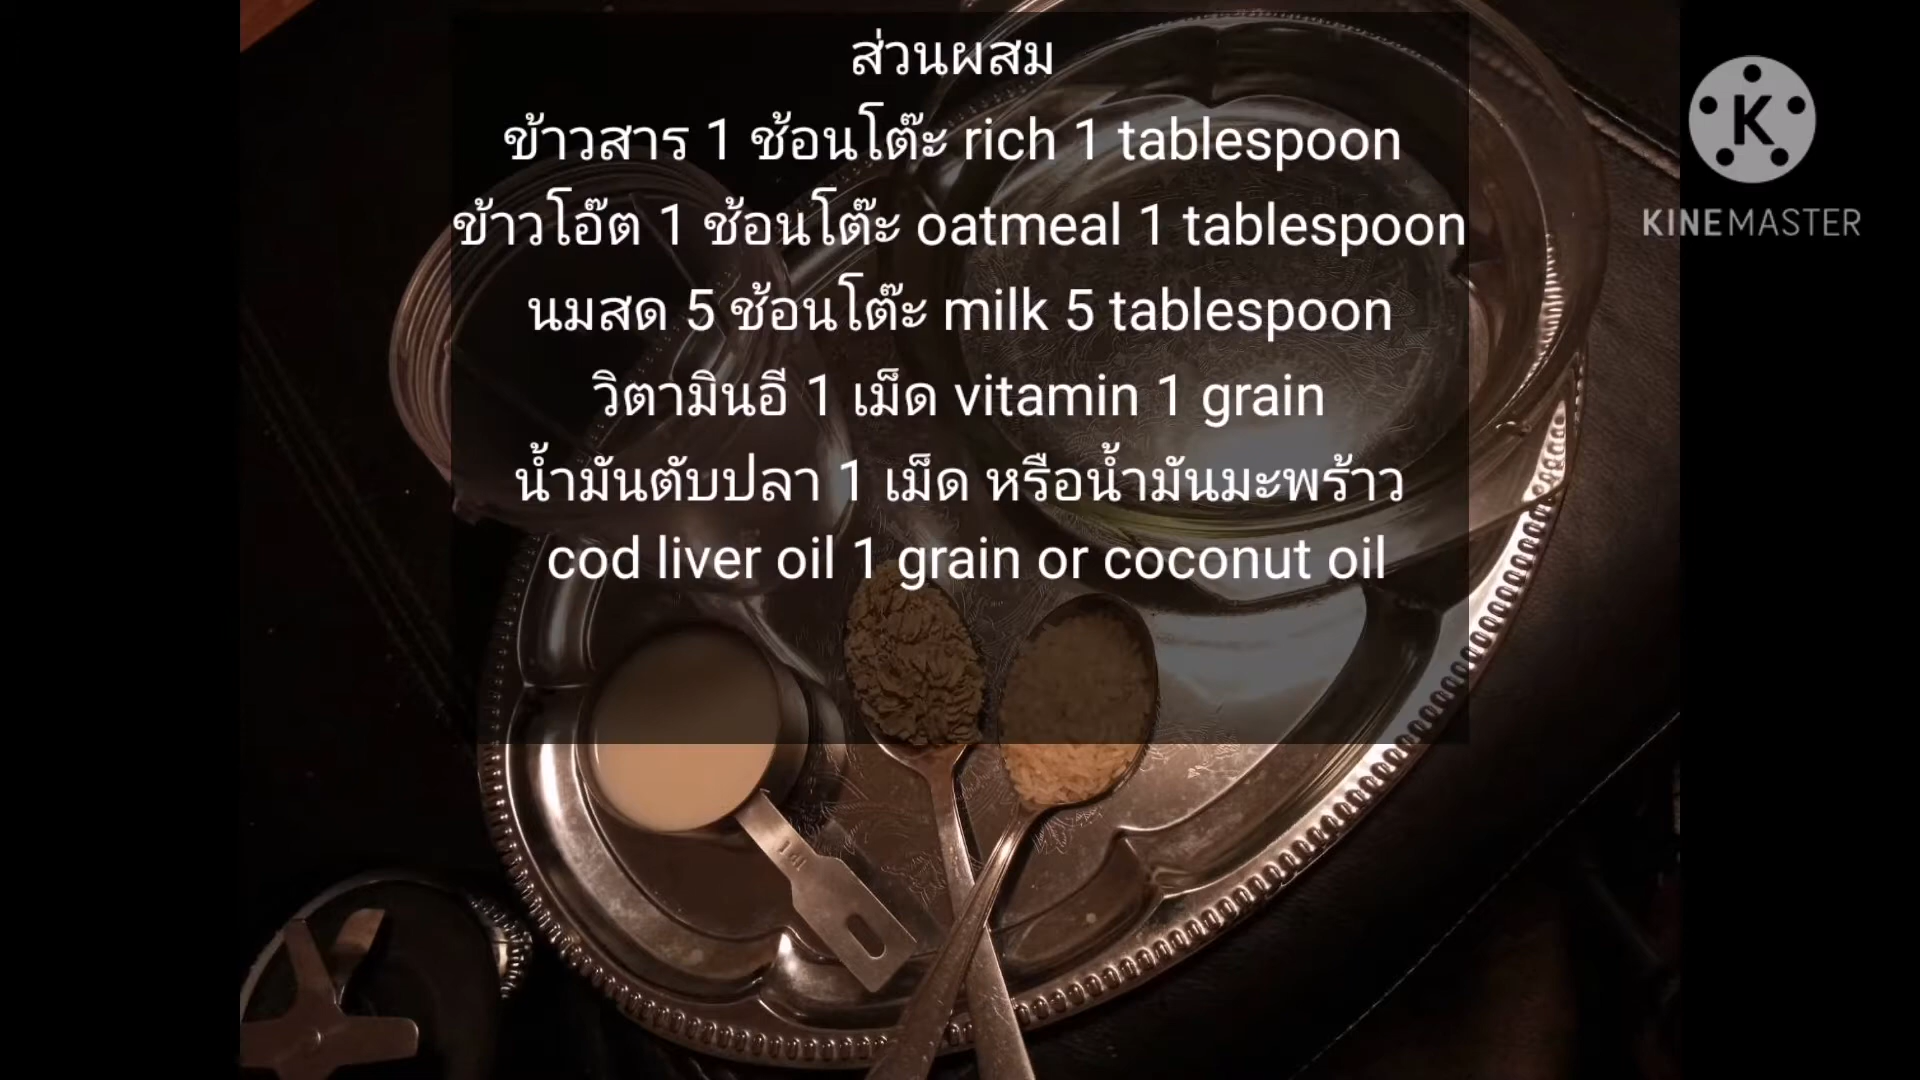 ส่วนผสม
ข้าวสาร 1 ช้อนโต๊ะ rich 1 tablespoon
ข้าวโอ๊ต 1 ช้อนโต๊ะ oatmeal 1 tablespoon
นมสด 5 ช้อนโต๊ะ milk 5 tablespoon
วิตามินอี 1 เม็ด vitamin 1 grain
น้ำมันตับปลา 1 เม็ด หรือน้ำมันมะพร้าว
cod liver oil 1 grain or coconut oil
K
KINEMASTER